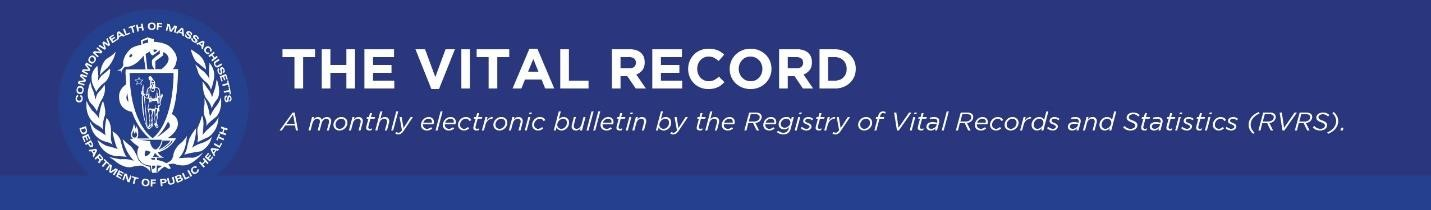 COMMONWEALTH OF MASSACHUSETTS
DEPARTMENT OF PUBLIC HEALTH
THE VITAL RECORD
A monthly electronic bulletin by the Registry of Vital Records and Statistics (RVRS).